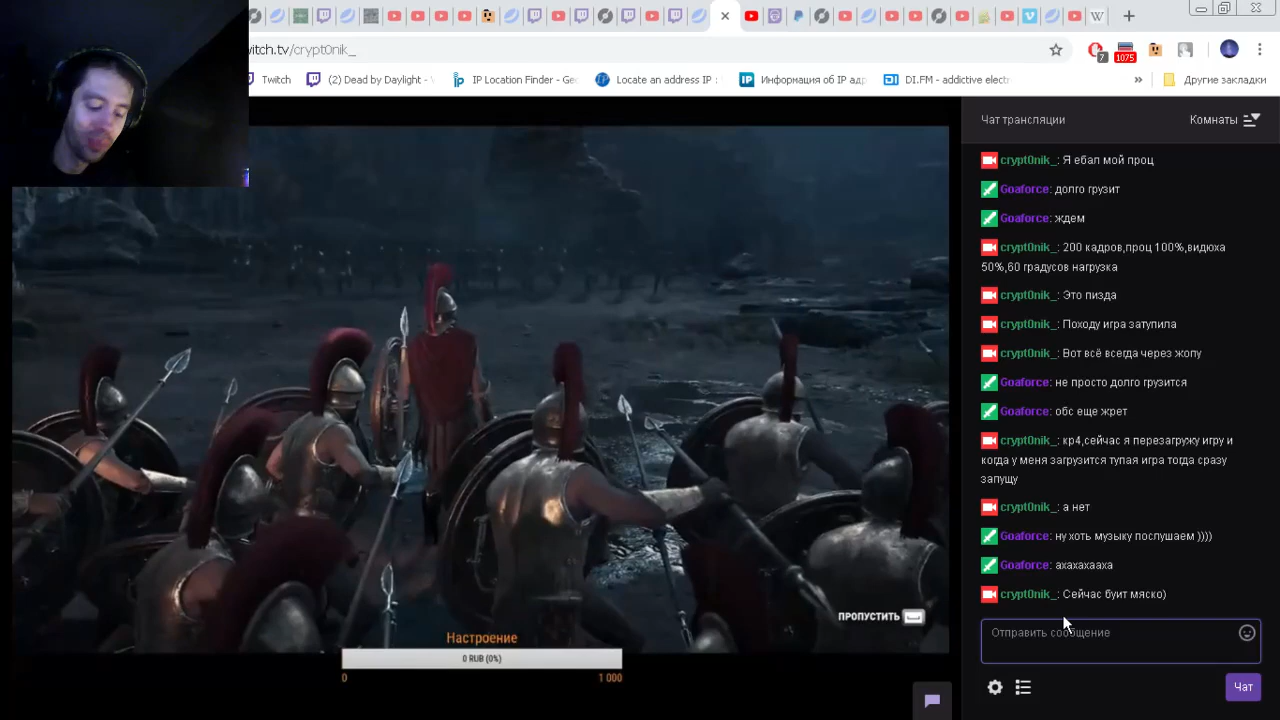 itch.tv/crypt0nik_
7
1075
Twitch
(2) Dead by Daylight -
IP Location Finder - Geo
Locate an address IP :
Информация об IP адр
DI.FM - addictive electr
»
Другие закладки
Чат трансляции
Комнаты
crypt0nik_: Я ебал мой проц
Goaforce: долго грузит
Goaforce: ждем
crypt0nik_: 200 кадров,проц 100%,видюха
50%,60 градусов нагрузка
crypt0nik_: Это пизда
crypt0nik_: Походу игра затупила
crypt0nik_: Вот всё всегда через жопу
Goaforce: не просто долго грузится
Goaforce: обс еще жрет
crypt0nik_: кр4,сейчас я перезагружу игру и
когда у меня загрузится тупая игра тогда сразу
запущу
crypt0nik_: а нет
Goaforce: ну хоть музыку послушаем ))))
Goaforce: ахахахааха
crypt0nik_: Сейчас буит мяско)
ПРОПУСТИТЬ
Отправить сообщение
Настроение
0 RUB (0%)
0
1 000
Чат